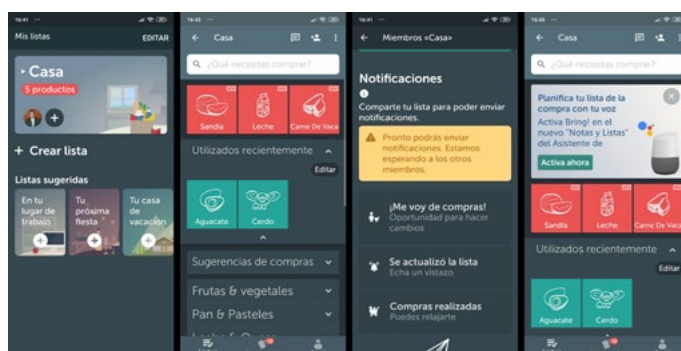 16:41
Mis listas
EDITAR
Casa
5 productos
+ Crear lista
Listas sugeridas
En tu
lugar de
trabajo
Tu
próxima
fiesta
Tu casa
de
vacación
Casa
¿Qué necesitas comprar?
Sandía
Leche
Carne De Vaca
Utilizados recientemente
Editar
Aguacate
Cerdo
Sugerencias de compras
Frutas & vegetales
Pan & Pasteles
16:41
Miembros «Casa»
Notificaciones
Comparte tu lista para poder enviar
notificaciones.
Pronto podrás enviar
notificaciones. Estamos
esperando a los otros
miembros.
¡Me voy de compras!
Oportunidad para hacer
cambios
Se actualizó la lista
Echa un vistazo
Compras realizadas
Puedes relajarte
Casa
¿Qué necesitas comprar?
Planifica tu lista de la
compra con tu voz
Activa Bring! en el
nuevo "Notas y Listas"
del Asistente de
Activa ahora
Sandía
Leche
Carne De Vaca
Utilizados recientemente
Editar
Aguacate
Cerdo